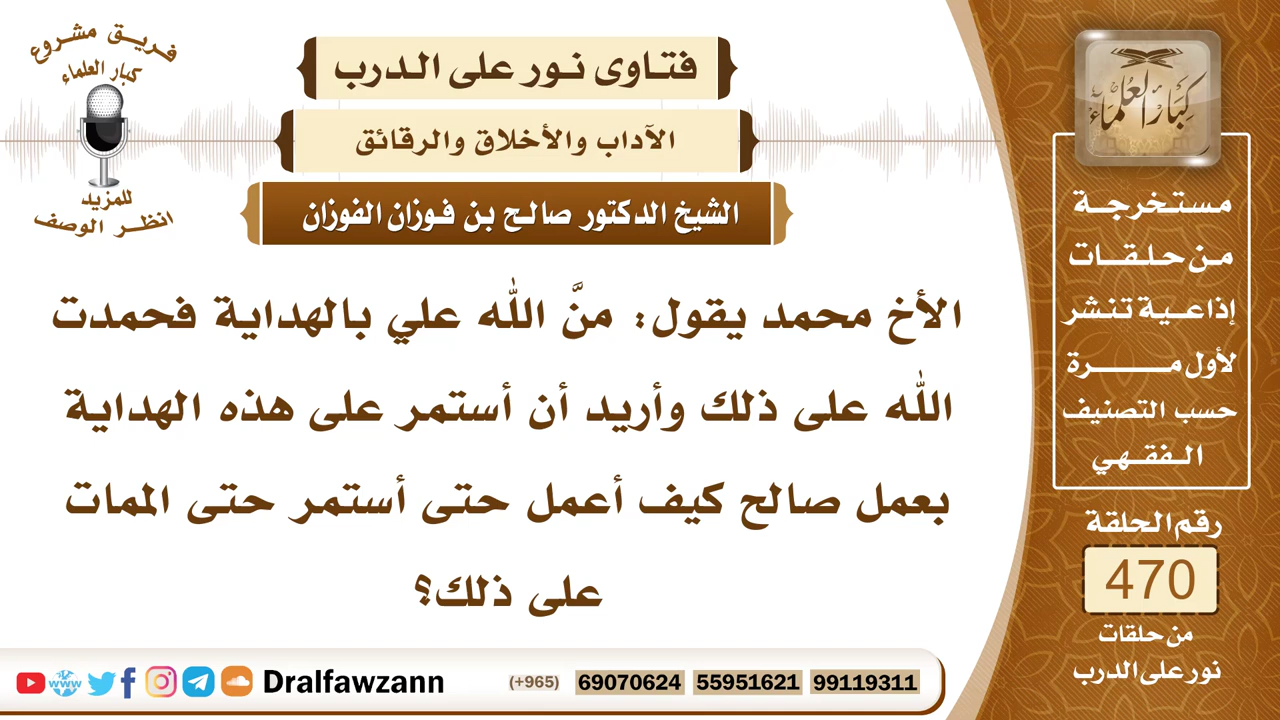 فريق مشروع
كبار العلماء
للمزيد
انظر الوصف
فتاوى نور على الدرب
الآداب والأخلاق والرقائق
الشيخ الدكتور صالح بن فوزان الفوزان
الأخ محمد يقول: منَّ الله علي بالهداية فحمدت
الله على ذلك وأريد أن أستمر على هذه الهداية
بعمل صالح كيف أعمل حتى أستمر حتى الممات
على ذلك؟
كبار العلماء
مستخرجة
من حلقات
إذاعية تنشر
لأول مرة
حسب التصنيف
الفقهي
رقم الحلقة
470
من حلقات
نور على الدرب
www Dralfawzann (+965) 69070624 55951621 99119311